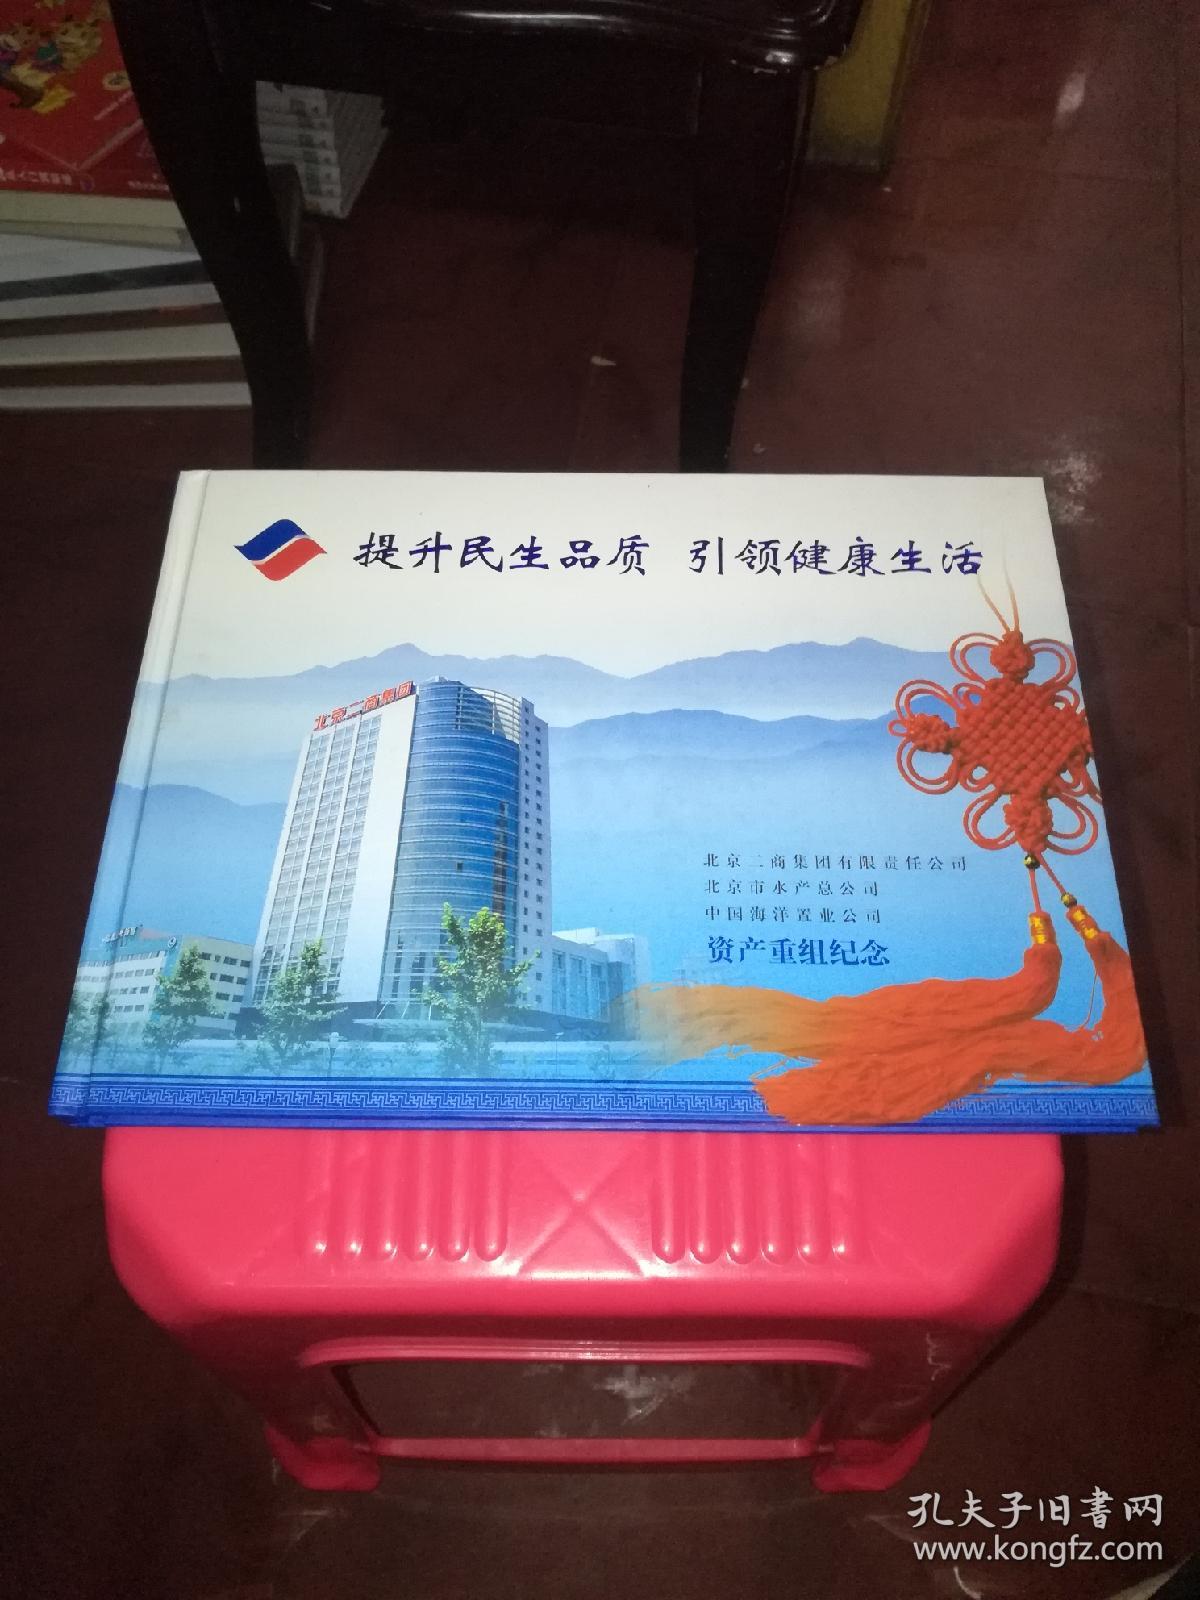 提升民生品质 引领健康生活
北京二商集团
北京二商集团有限责任公司
北京市水产总公司
中国海洋置业公司
资产重组纪念
孔夫子旧书网
www.kongfz.com